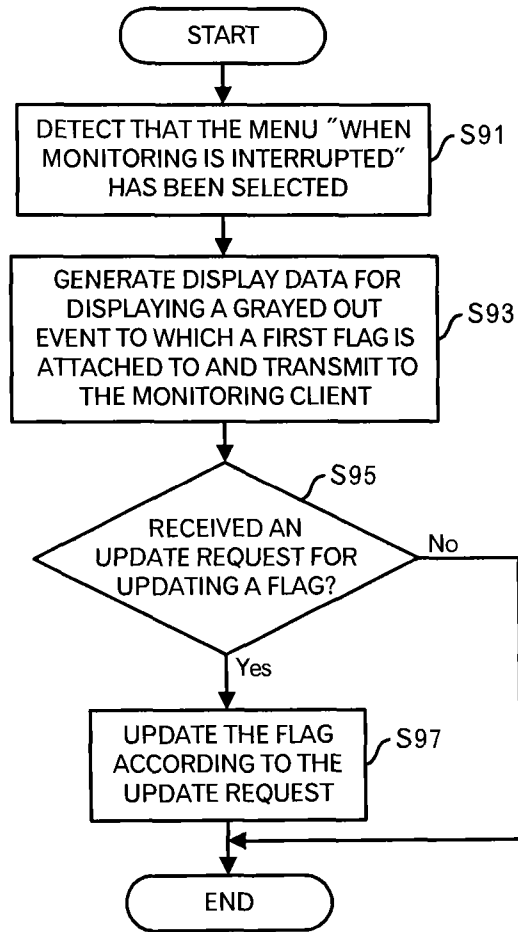 START
DETECT THAT THE MENU "WHEN
MONITORING IS INTERRUPTED"
HAS BEEN SELECTED
S91
GENERATE DISPLAY DATA FOR
DISPLAYING A GRAYED OUT
EVENT TO WHICH A FIRST FLAG IS
ATTACHED TO AND TRANSMIT TO
THE MONITORING CLIENT
S93
S95
RECEIVED AN
UPDATE REQUEST FOR
UPDATING A FLAG?
No
Yes
UPDATE THE FLAG
ACCORDING TO THE
UPDATE REQUEST
S97
END